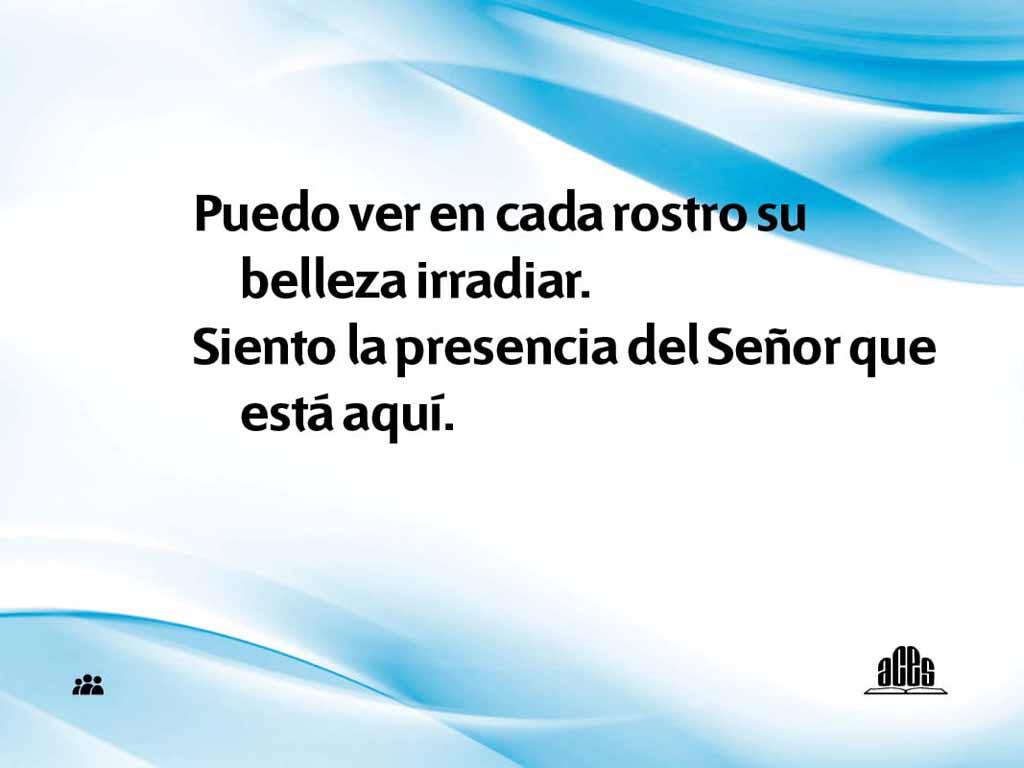 Puedo ver en cada rostro su
belleza irradiar.
Siento la presencia del Señor que
está aquí.
aces